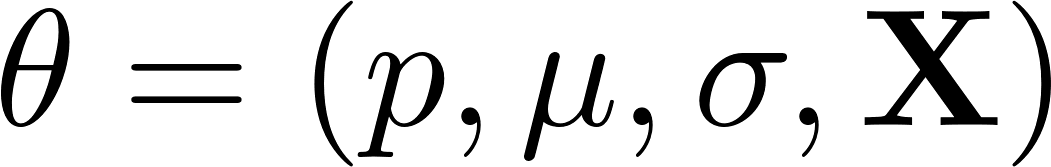 θ = (p, μ, σ, 𝐗)